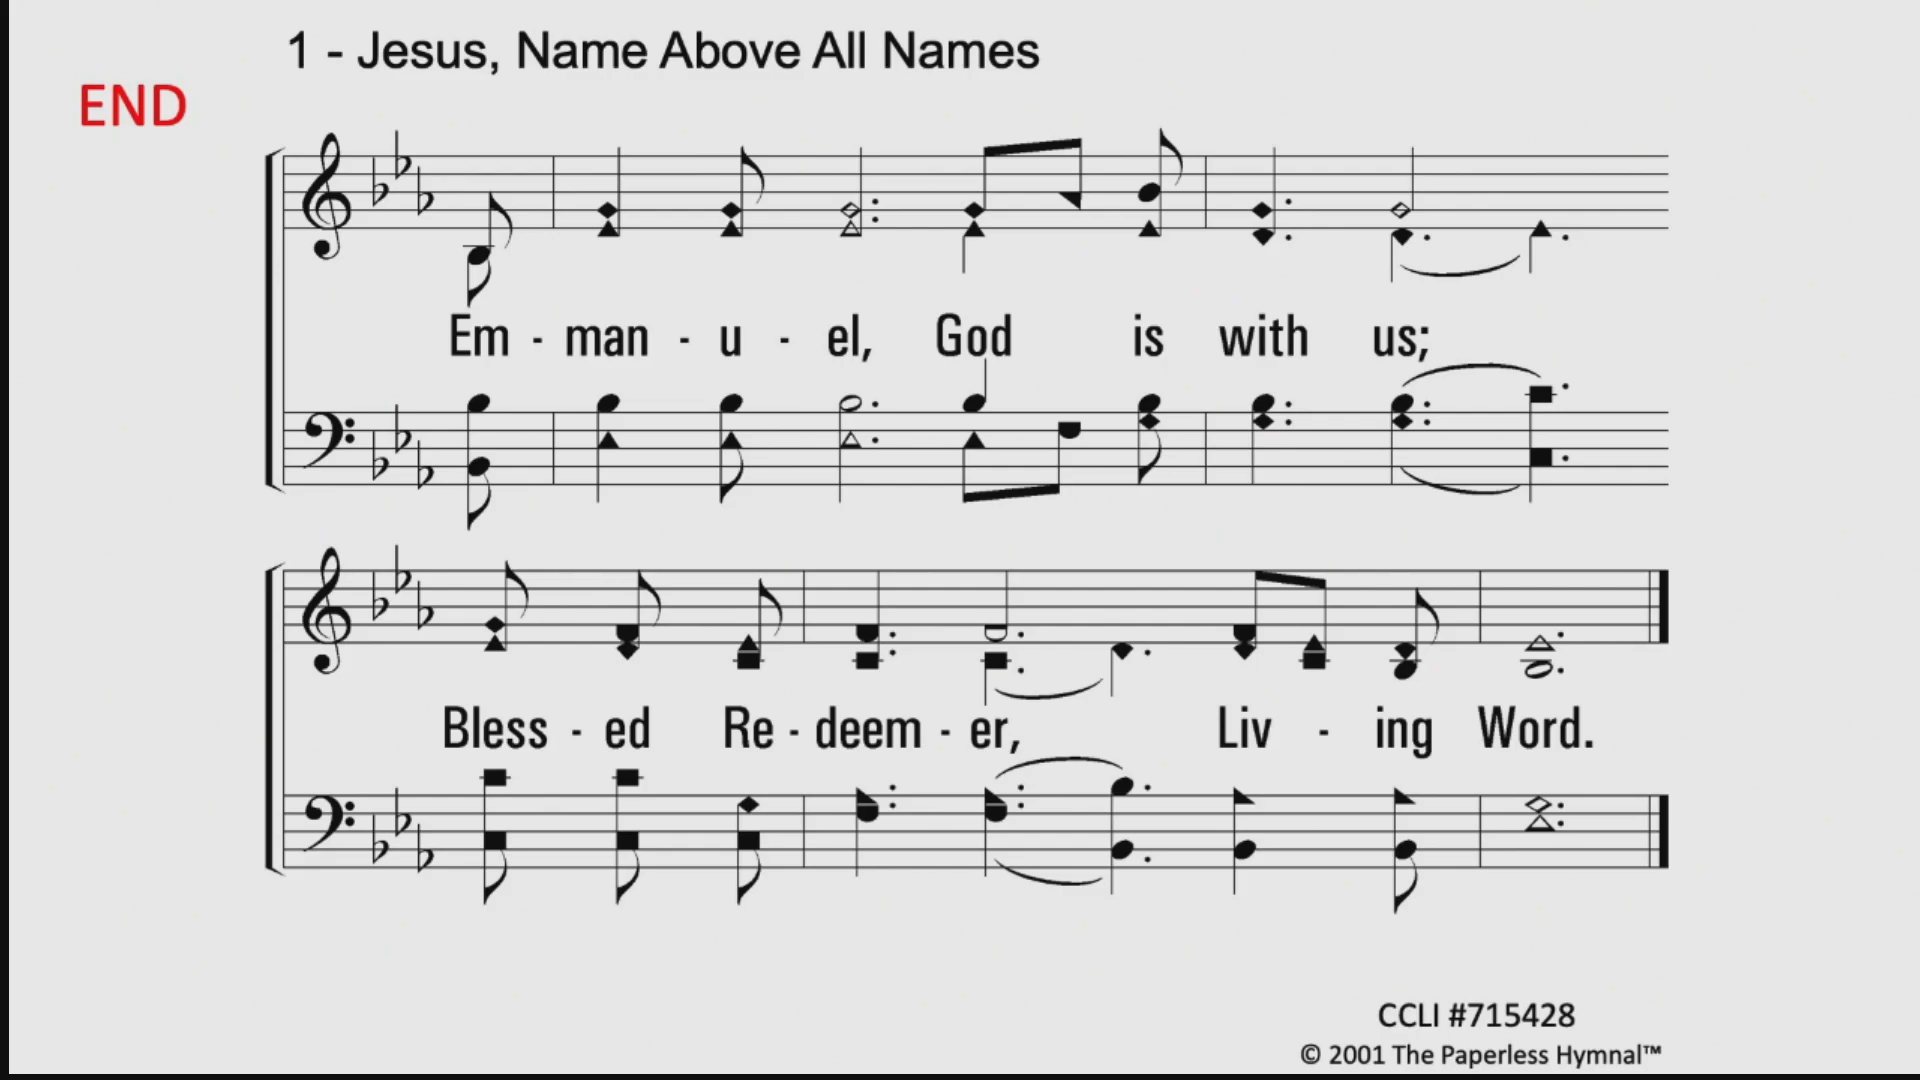 1 - Jesus, Name Above All Names
END
Em - man - u - el, God is with us;
Bless - ed Re - deem - er, Liv - ing Word.
CCLI #715428
© 2001 The Paperless Hymnal™